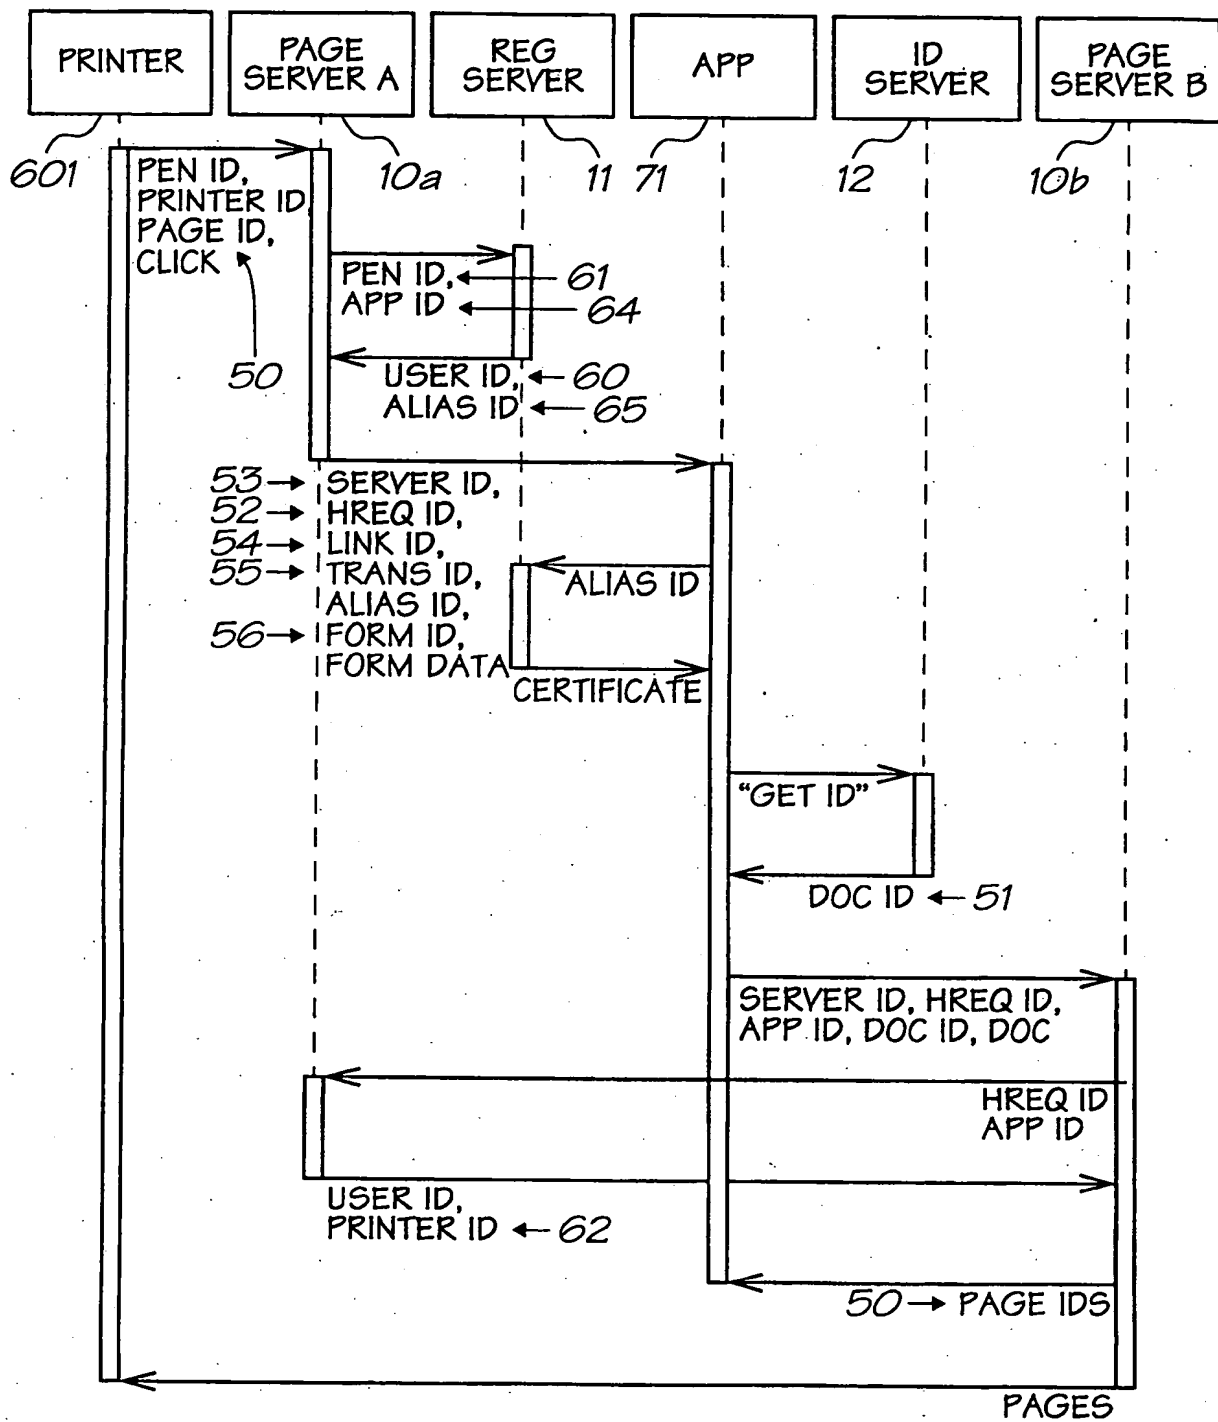 PRINTER
PAGE
SERVER A
REG
SERVER
APP
ID
SERVER
PAGE
SERVER B
601
10a
11
71
12
10b
PEN ID,
PRINTER ID
PAGE ID,
CLICK
50
PEN ID, 61
APP ID 64
USER ID, 60
ALIAS ID 65
53 SERVER ID,
52 HREQ ID,
54 LINK ID,
55 TRANS ID,
ALIAS ID,
56 FORM ID,
FORM DATA
ALIAS ID
CERTIFICATE
"GET ID"
DOC ID 51
SERVER ID, HREQ ID,
APP ID, DOC ID, DOC
HREQ ID
APP ID
USER ID,
PRINTER ID 62
50 PAGE IDS
PAGES